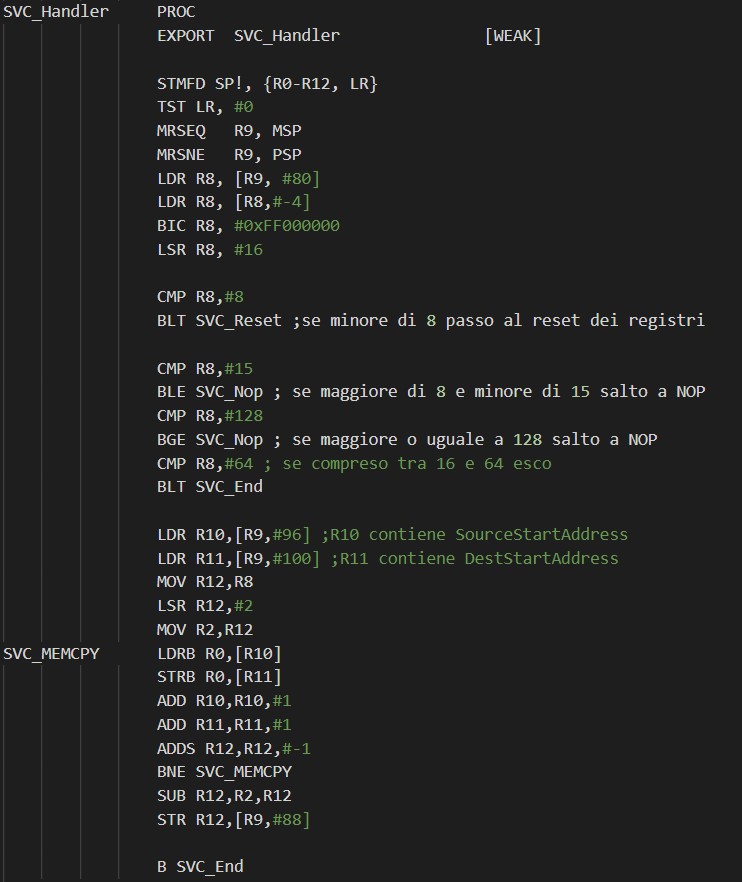 SVC_Handler     PROC
                EXPORT  SVC_Handler               [WEAK]
                STMFD SP!, {R0-R12, LR}
                TST LR, #0
                MRSEQ   R9, MSP
                MRSNE   R9, PSP
                LDR R8, [R9, #80]
                LDR R8, [R8,#-4]
                BIC R8, #0xFF000000
                LSR R8, #16
                CMP R8,#8
                BLT SVC_Reset ;se minore di 8 passo al reset dei registri
                CMP R8,#15
                BLE SVC_Nop ; se maggiore di 8 e minore di 15 salto a NOP
                CMP R8,#128
                BGE SVC_Nop ; se maggiore o uguale a 128 salto a NOP
                CMP R8,#64 ; se compreso tra 16 e 64 esco
                BLT SVC_End
                LDR R10,[R9,#96] ;R10 contiene SourceStartAddress
                LDR R11,[R9,#100] ;R11 contiene DestStartAddress
                MOV R12,R8
                LSR R12,#2
                MOV R2,R12
SVC_MEMCPY      LDRB R0,[R10]
                STRB R0,[R11]
                ADD R10,R10,#1
                ADD R11,R11,#1
                ADDS R12,R12,#-1
                BNE SVC_MEMCPY
                SUB R12,R2,R12
                STR R12,[R9,#88]
                B SVC_End